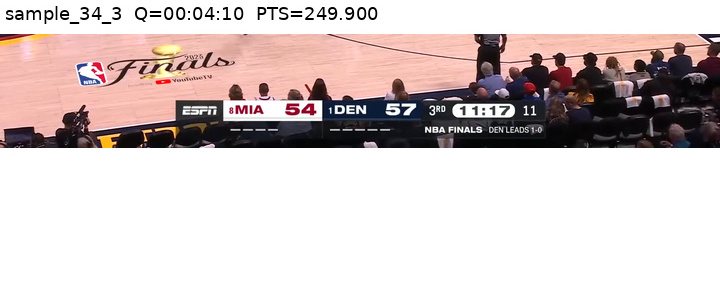 sample_34_3 Q=00:04:10 PTS=249.900
2023
NBA Finals
YouTubeTV
ESPN 8 MIA 54 1 DEN 57 3RD 11:17 11
NBA FINALS DEN LEADS 1-0